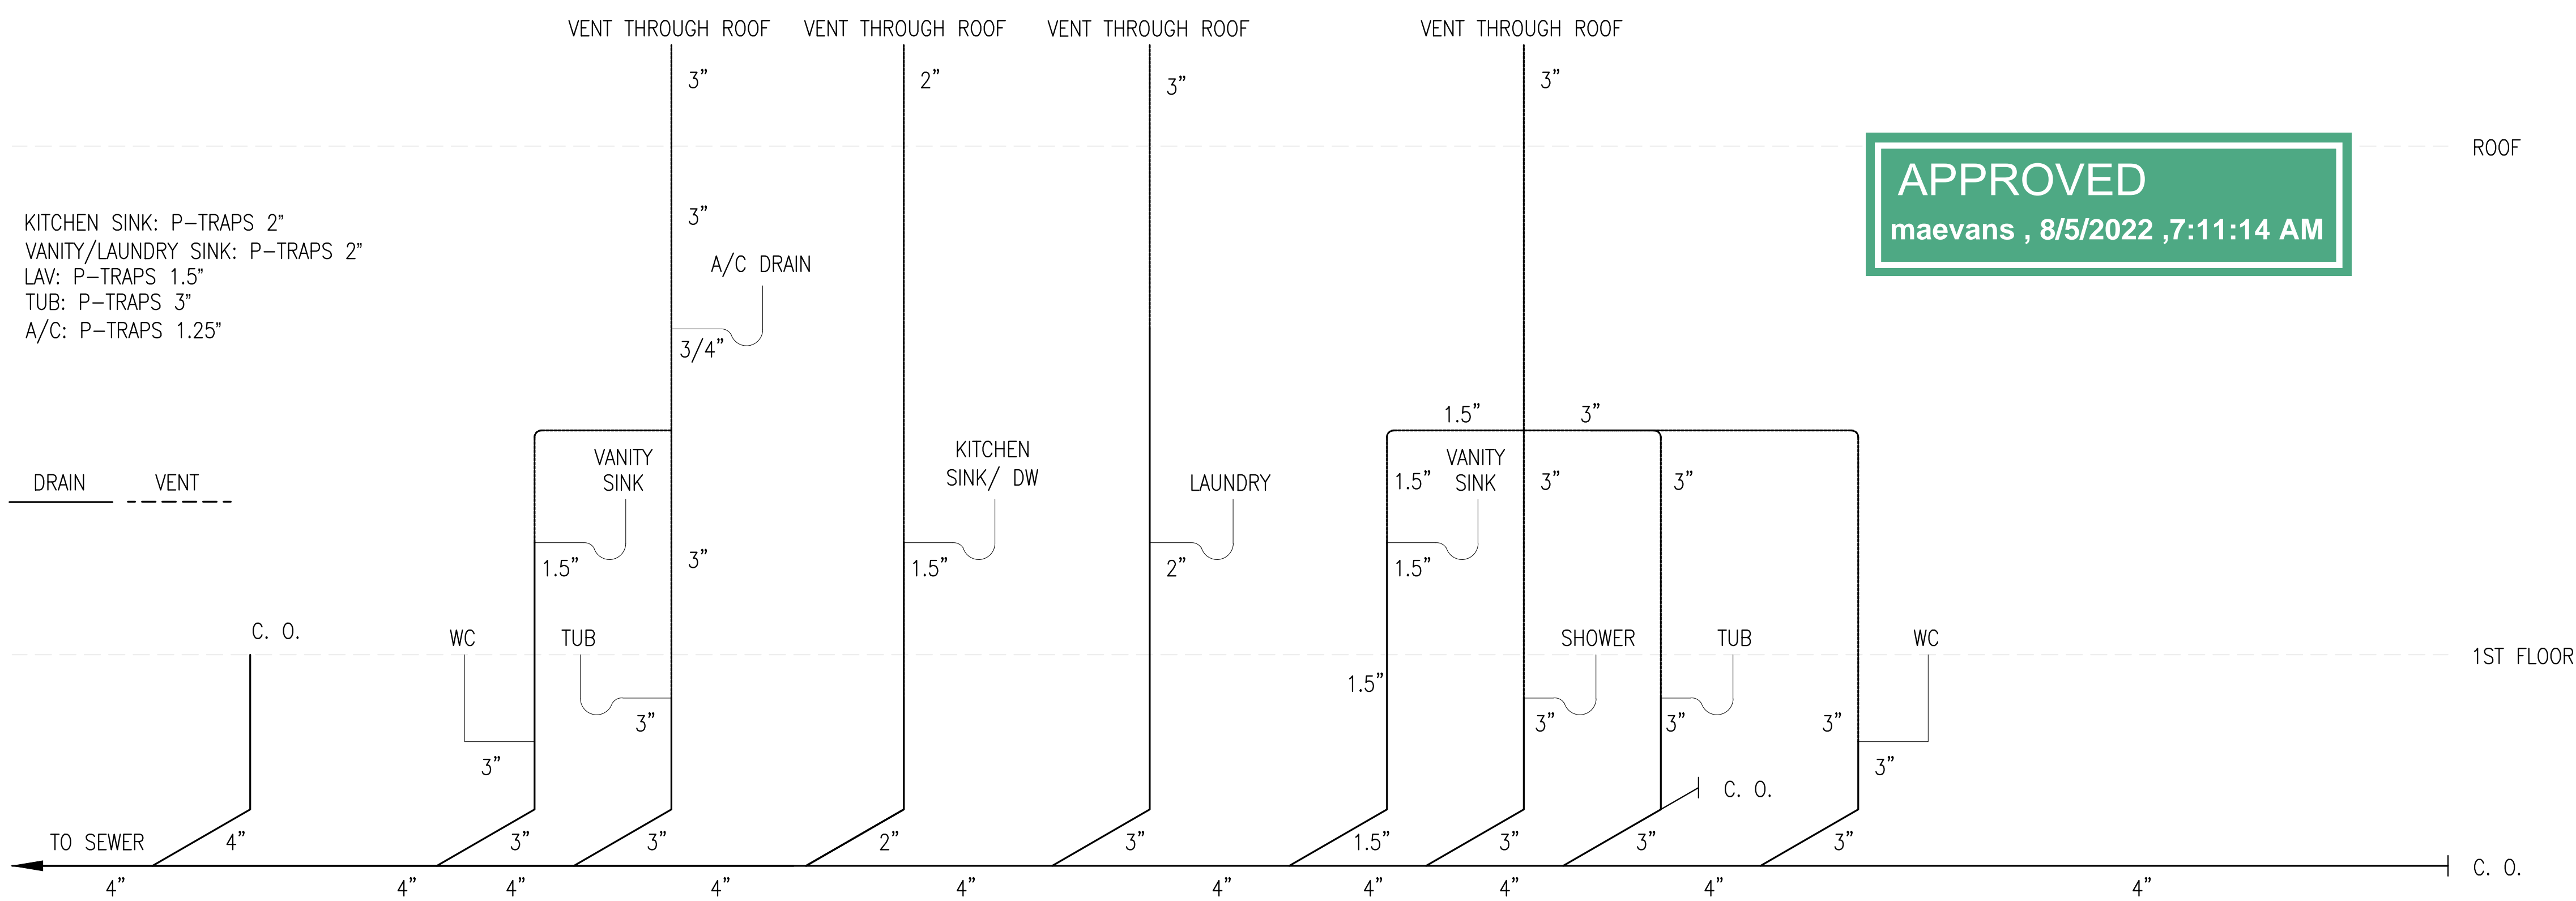 VENT THROUGH ROOF
VENT THROUGH ROOF
VENT THROUGH ROOF
VENT THROUGH ROOF
3"
2"
3"
3"
ROOF
APPROVED
maevans , 8/5/2022 ,7:11:14 AM
KITCHEN SINK: P-TRAPS 2"
VANITY/LAUNDRY SINK: P-TRAPS 2"
LAV: P-TRAPS 1.5"
TUB: P-TRAPS 3"
A/C: P-TRAPS 1.25"
3"
A/C DRAIN
3/4"
1.5"
3"
DRAIN
VENT
VANITY
SINK
KITCHEN
SINK/ DW
LAUNDRY
1.5"
VANITY
SINK
3"
3"
1.5"
3"
1.5"
2"
1.5"
C. O.
WC
TUB
SHOWER
TUB
WC
1ST FLOOR
1.5"
3"
3"
3"
3"
3"
3"
C. O.
TO SEWER
4"
3"
3"
2"
3"
1.5"
3"
3"
3"
C. O.
4"
4"
4"
4"
4"
4"
4"
4"
4"
4"